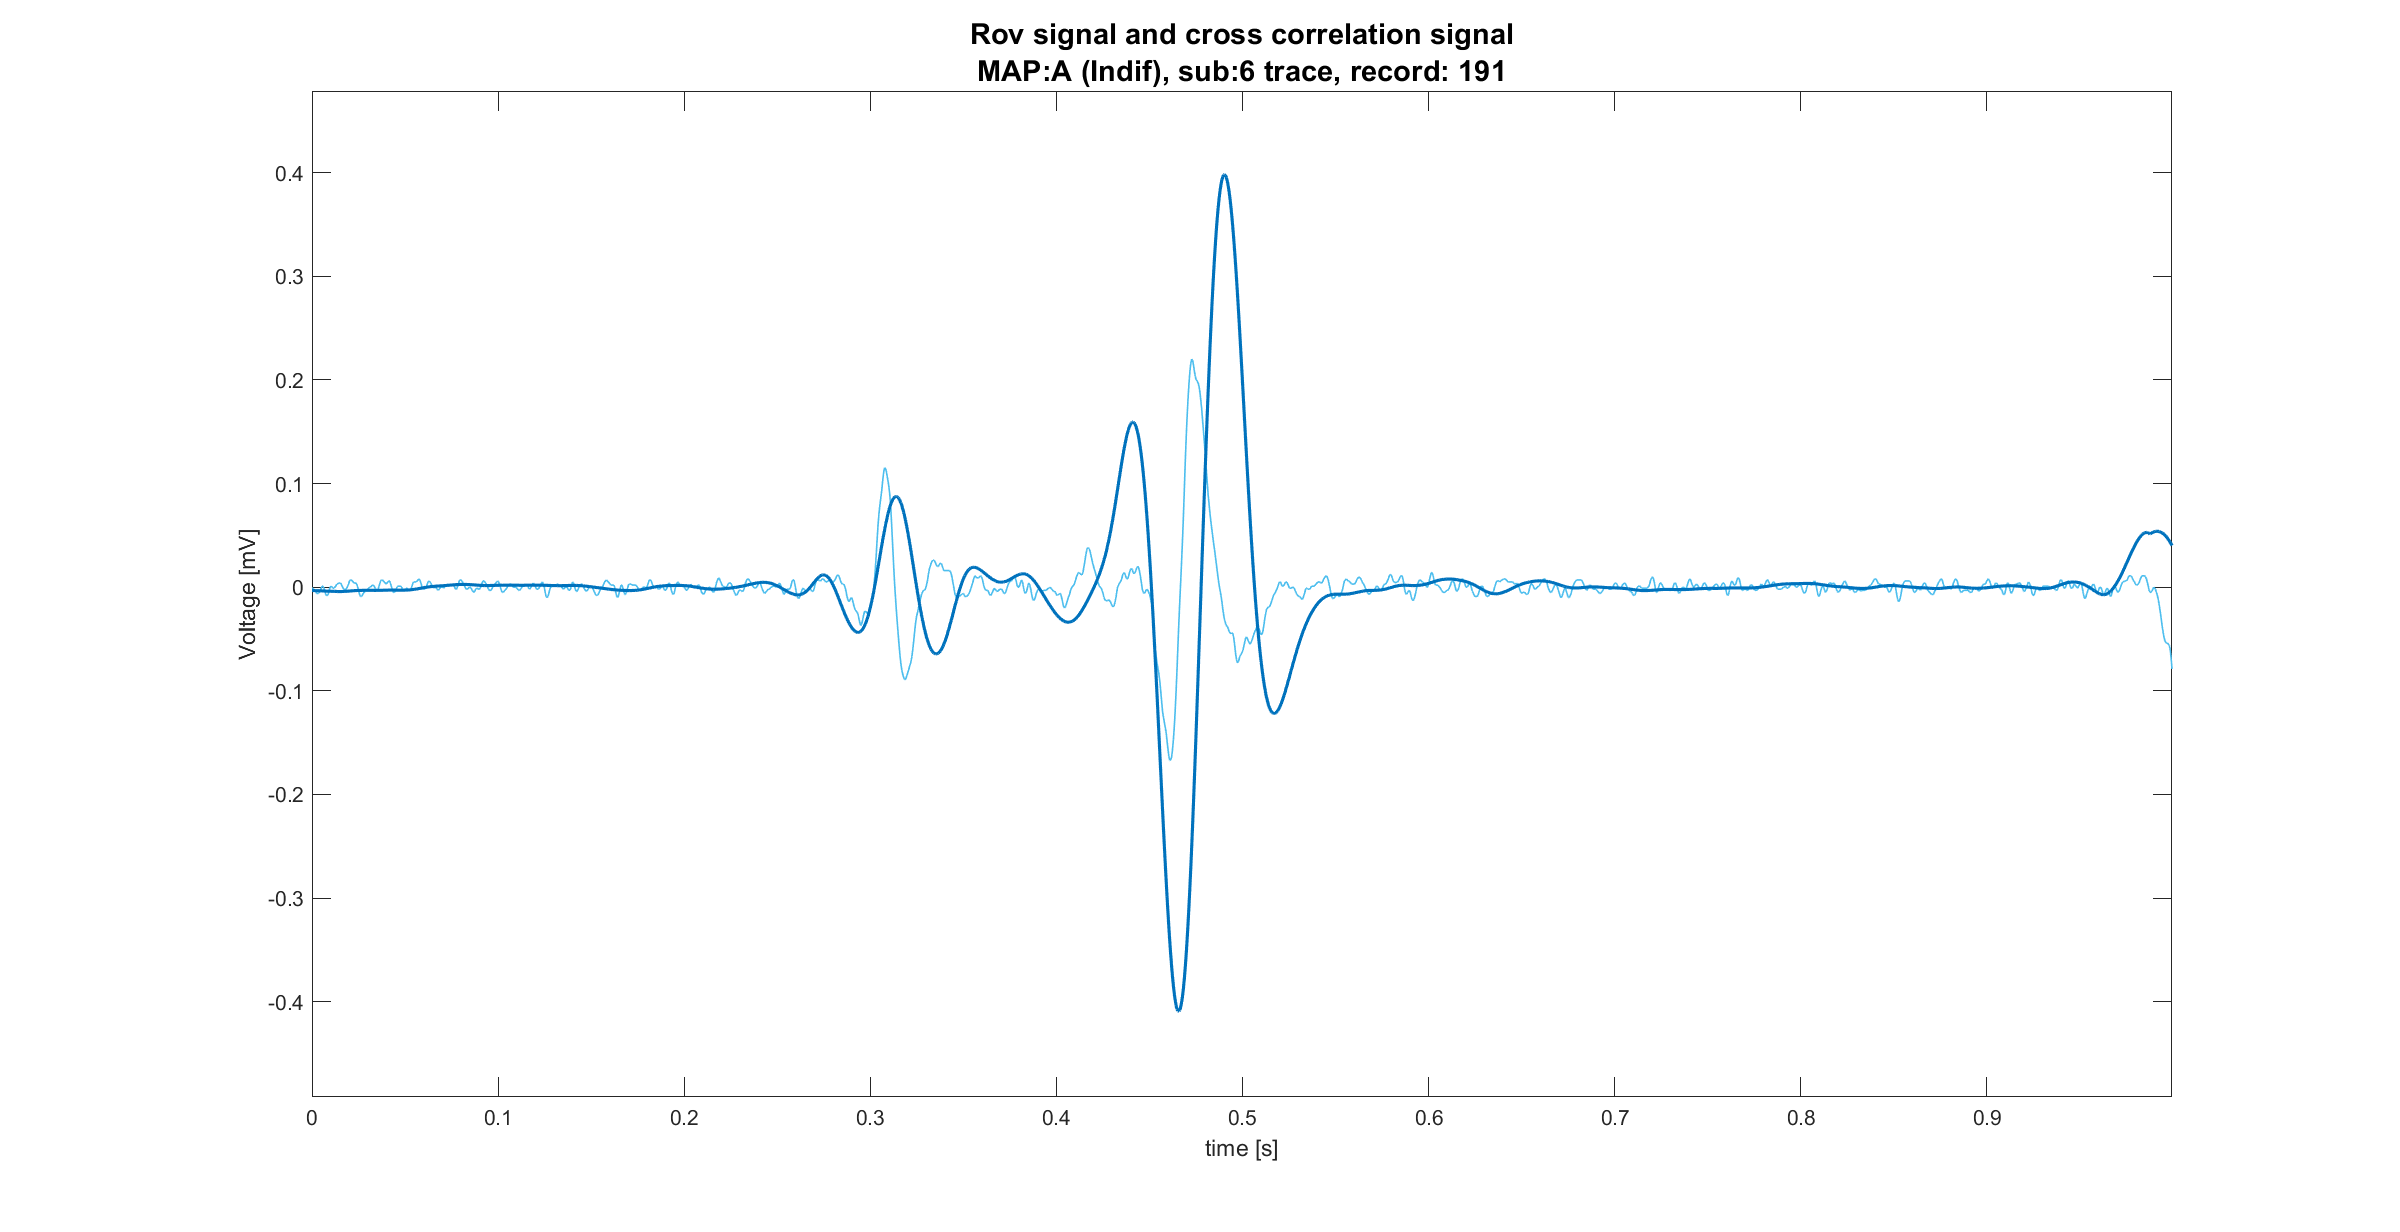 Rov signal and cross correlation signal
MAP:A (Indif), sub:6 trace, record: 191
0.4
0.3
0.2
0.1
0
-0.1
-0.2
-0.3
-0.4
Voltage [mV]
0 0.1 0.2 0.3 0.4 0.5 0.6 0.7 0.8 0.9
time [s]